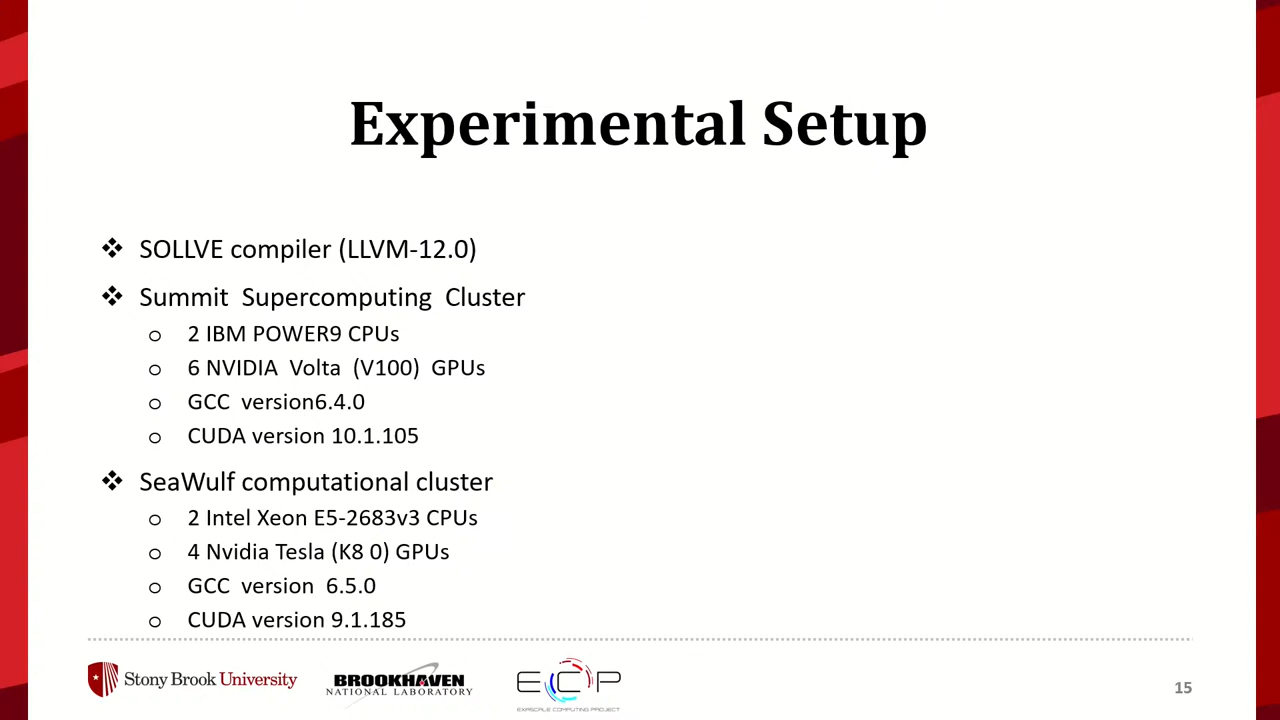 Experimental Setup
❖ SOLLVE compiler (LLVM-12.0)
❖ Summit Supercomputing Cluster
o 2 IBM POWER9 CPUs
o 6 NVIDIA Volta (V100) GPUs
o GCC version6.4.0
o CUDA version 10.1.105
❖ SeaWulf computational cluster
o 2 Intel Xeon E5-2683v3 CPUs
o 4 Nvidia Tesla (K8 0) GPUs
o GCC version 6.5.0
o CUDA version 9.1.185
Stony Brook University
BROOKHAVEN
NATIONAL LABORATORY
ECP
EXASCALE COMPUTING PROJECT
15